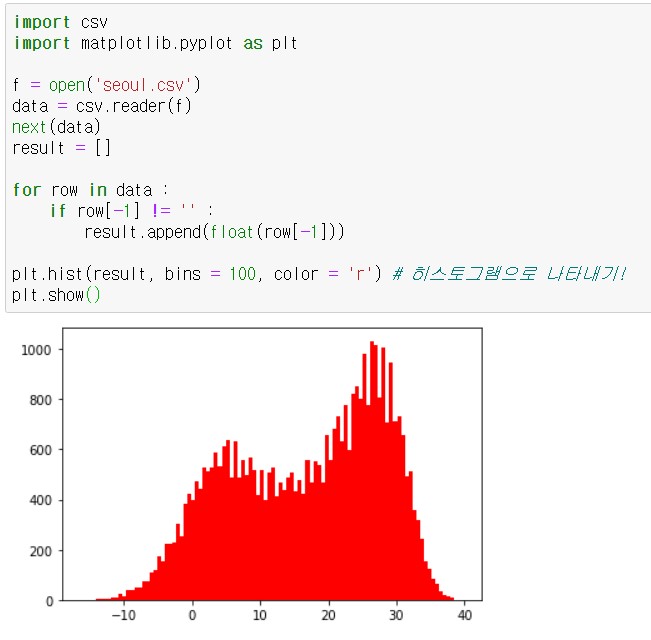 import csv
import matplotlib.pyplot as plt
f = open('seoul.csv')
data = csv.reader(f)
next(data)
result = []
for row in data :
    if row[-1] != '' :
        result.append(float(row[-1]))
plt.hist(result, bins = 100, color = 'r') # 히스토그램으로 나타내기!
plt.show()
1000
800
600
400
200
0
−10 0 10 20 30 40